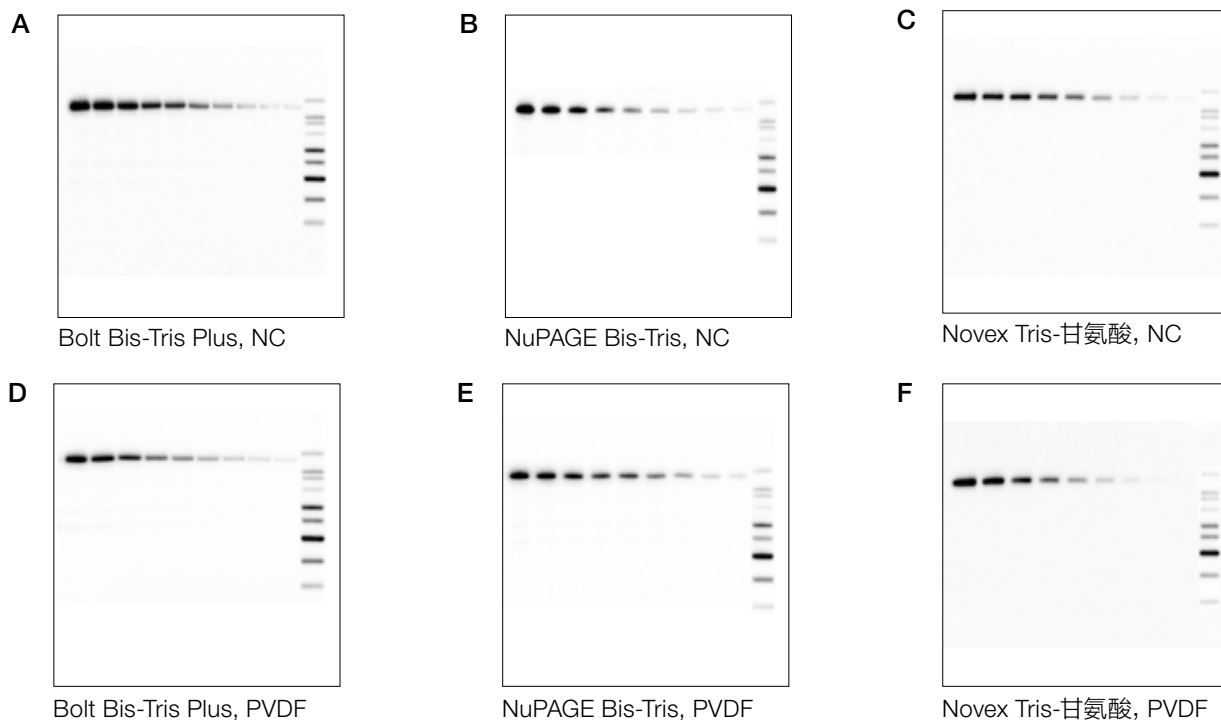 A
B
C
Bolt Bis-Tris Plus, NC
NuPAGE Bis-Tris, NC
Novex Tris-甘氨酸, NC
D
E
F
Bolt Bis-Tris Plus, PVDF
NuPAGE Bis-Tris, PVDF
Novex Tris-甘氨酸, PVDF